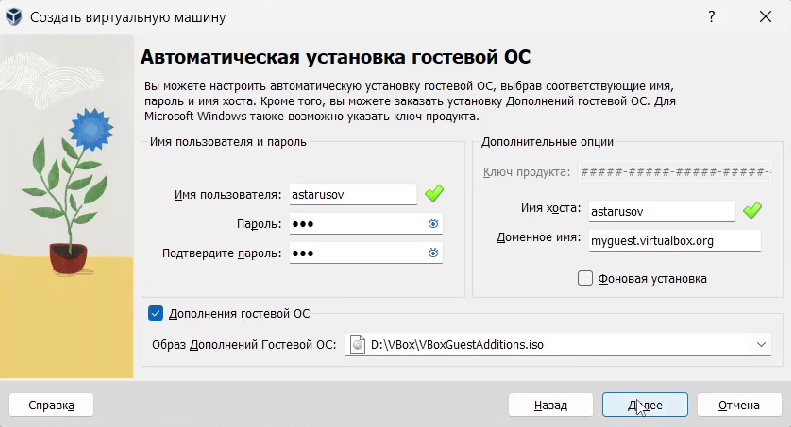 Создать виртуальную машину
?
Автоматическая установка гостевой ОС
Вы можете настроить автоматическую установку гостевой ОС, выбрав соответствующие имя,
пароль и имя хоста. Кроме того, вы можете заказать установку Дополнений гостевой ОС. Для
Microsoft Windows также возможно указать ключ продукта.
Имя пользователя и пароль
Имя пользователя: astarusov
Пароль: ●●●
Подтвердите пароль: ●●●
Дополнительные опции
Ключ продукта: #####-#####-#####-#####-
Имя хоста: astarusov
Доменное имя: myguest.virtualbox.org
Фоновая установка
Дополнения гостевой ОС
Образ Дополнений Гостевой ОС: D:\VBox\VBoxGuestAdditions.iso
Справка
Назад
Далее
Отмена